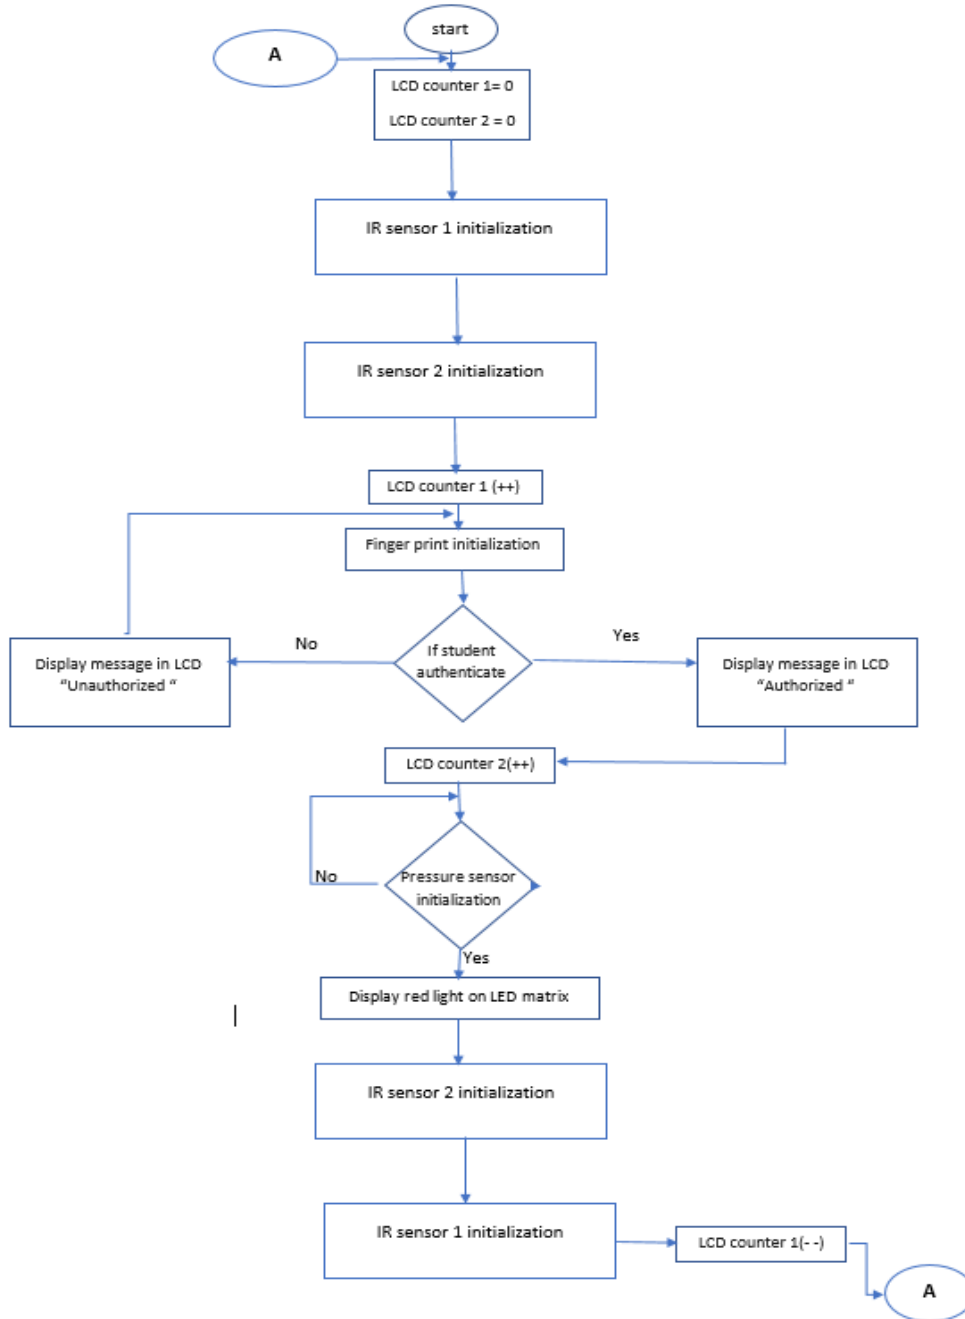 start
A
LCD counter 1= 0
LCD counter 2 = 0
IR sensor 1 initialization
IR sensor 2 initialization
LCD counter 1 (++)
Finger print initialization
If student
authenticate
No
Yes
Display message in LCD
“Unauthorized “
Display message in LCD
“Authorized “
LCD counter 2(++)
Pressure sensor
initialization
No
Yes
Display red light on LED matrix
IR sensor 2 initialization
IR sensor 1 initialization
LCD counter 1(- -)
A